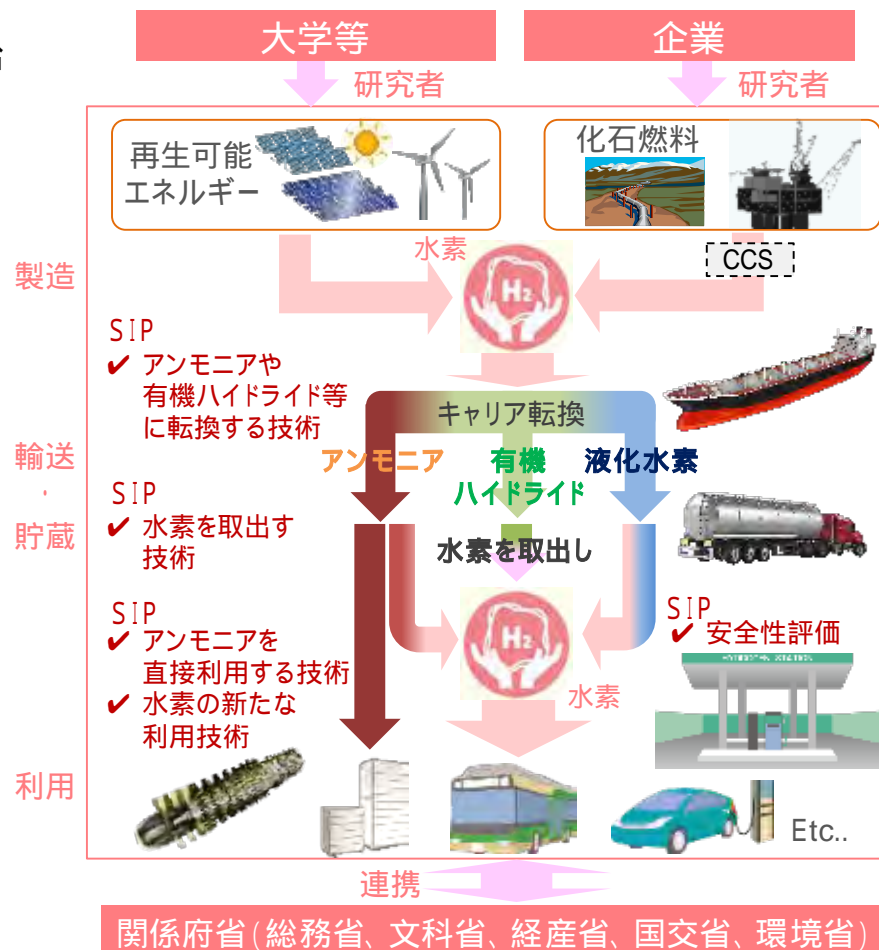 大学等
企業
研究者
研究者
再生可能
エネルギー
化石燃料
水素
CCS
製造
H2
SIP
✔ アンモニアや
有機ハイドライド等
に転換する技術
キャリア転換
輸送
・
貯蔵
アンモニア
有機
ハイドライド
液化水素
SIP
✔ 水素を取出す
技術
水素を取出し
SIP
✔ アンモニアを
直接利用する技術
✔ 水素の新たな
利用技術
H2
SIP
✔ 安全性評価
HYDROGEN STATION
水素
利用
Etc..
連携
関係府省(総務省、文科省、経産省、国交省、環境省)